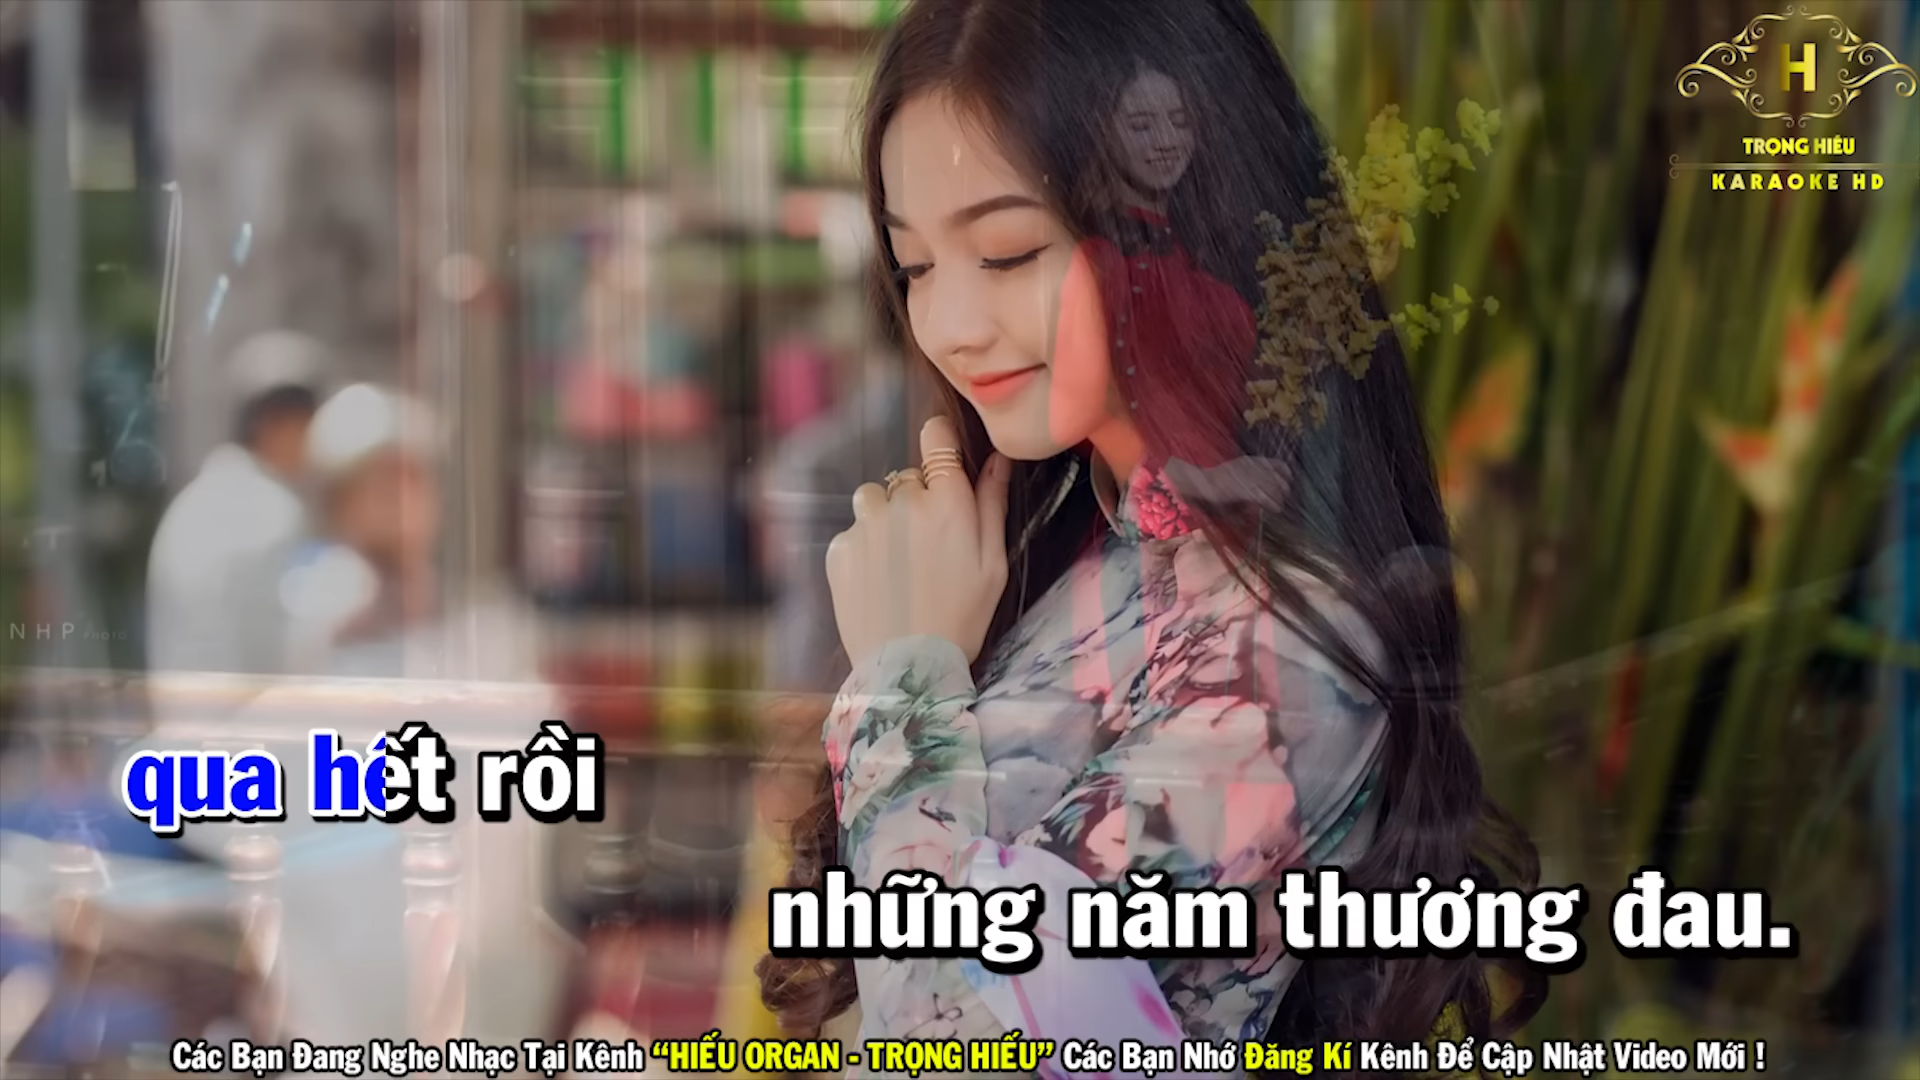 H
TRỌNG HIẾU
KARAOKE HD
NHP PHOTO
qua hết rồi
những năm thương đau.
Các Bạn Đang Nghe Nhạc Tại Kênh “HIẾU ORGAN - TRỌNG HIẾU” Các Bạn Nhớ Đăng Kí Kênh Để Cập Nhật Video Mới !